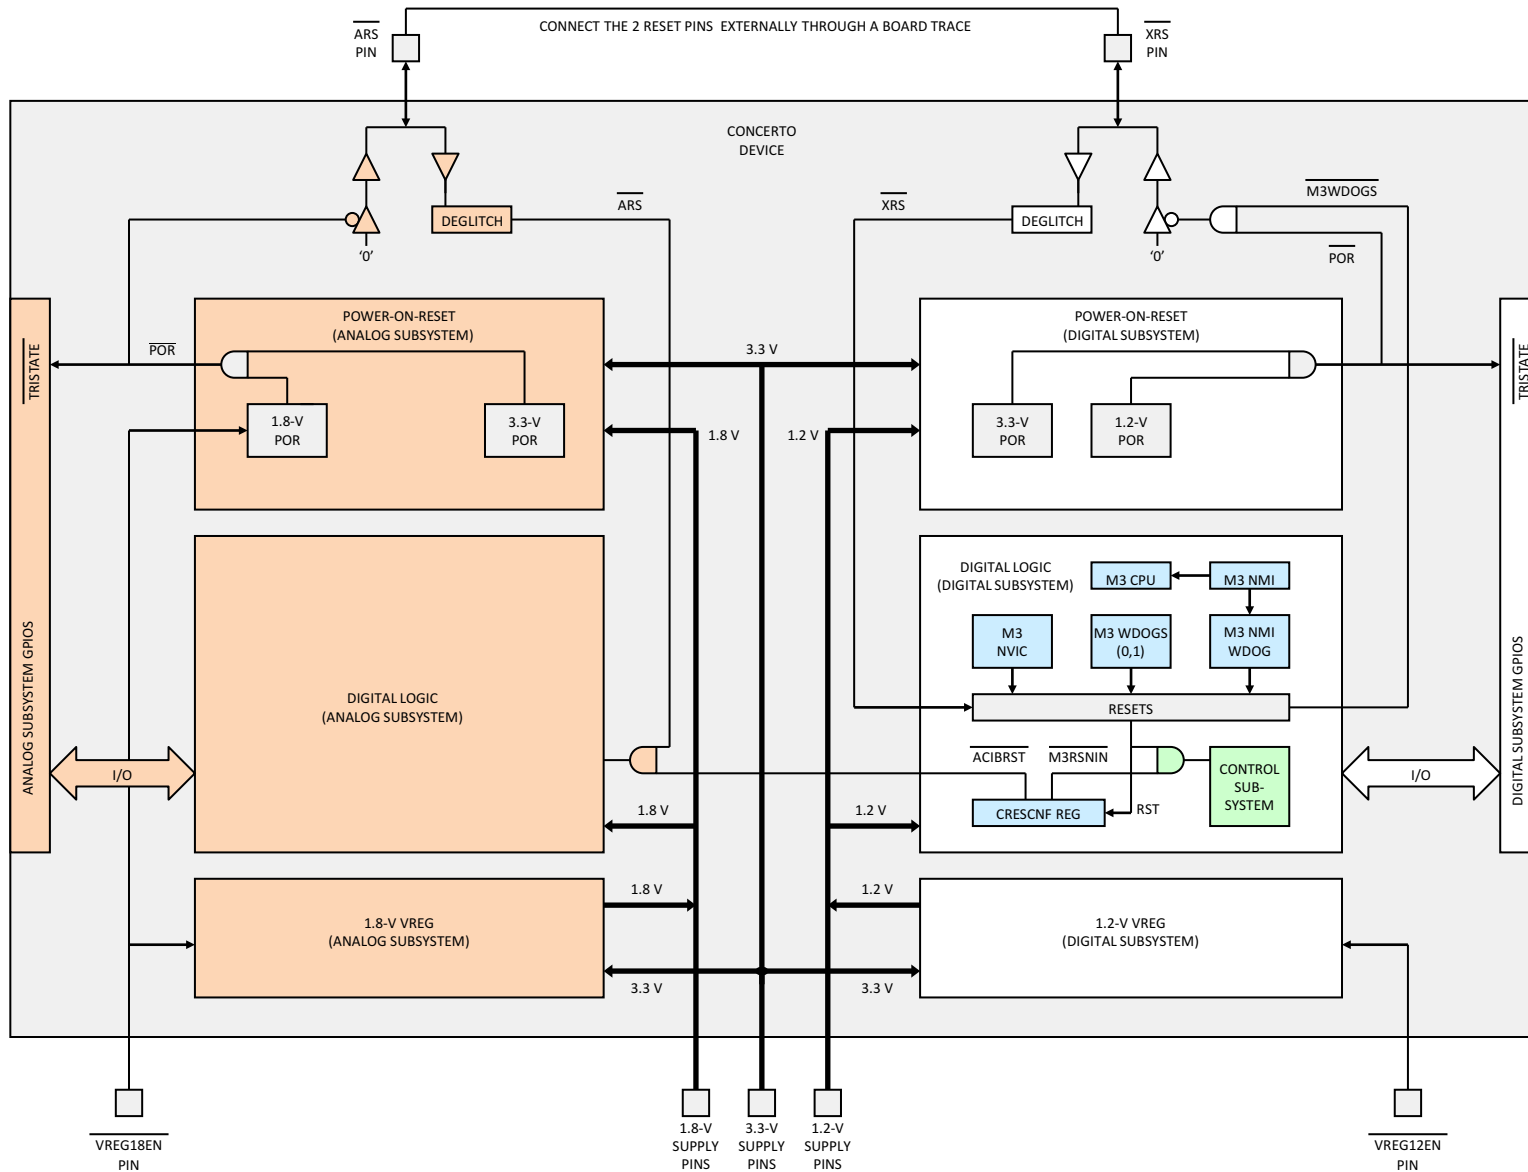 CONNECT THE 2 RESET PINS EXTERNALLY THROUGH A BOARD TRACE
ARS
PIN
XRS
PIN
CONCERTO
DEVICE
ARS
XRS
M3WDOGS
DEGLITCH
DEGLITCH
'0'
'0'
POR
POWER-ON-RESET
(ANALOG SUBSYSTEM)
POWER-ON-RESET
(DIGITAL SUBSYSTEM)
TRISTATE
POR
3.3 V
TRISTATE
1.8-V
POR
3.3-V
POR
1.8 V
1.2 V
3.3-V
POR
1.2-V
POR
DIGITAL LOGIC
(DIGITAL SUBSYSTEM)
M3 CPU
M3 NMI
M3
NVIC
M3 WDOGS
(0,1)
M3 NMI
WDOG
ANALOG SUBSYSTEM GPIOS
DIGITAL LOGIC
(ANALOG SUBSYSTEM)
RESETS
DIGITAL SUBSYSTEM GPIOS
ACIBRST
M3RSNIN
I/O
CONTROL
SUB-
SYSTEM
I/O
1.8 V
1.2 V
CRESCNF REG
RST
1.8 V
1.2 V
1.8-V VREG
(ANALOG SUBSYSTEM)
1.2-V VREG
(DIGITAL SUBSYSTEM)
3.3 V
3.3 V
VREG18EN
PIN
1.8-V
SUPPLY
PINS
3.3-V
SUPPLY
PINS
1.2-V
SUPPLY
PINS
VREG12EN
PIN